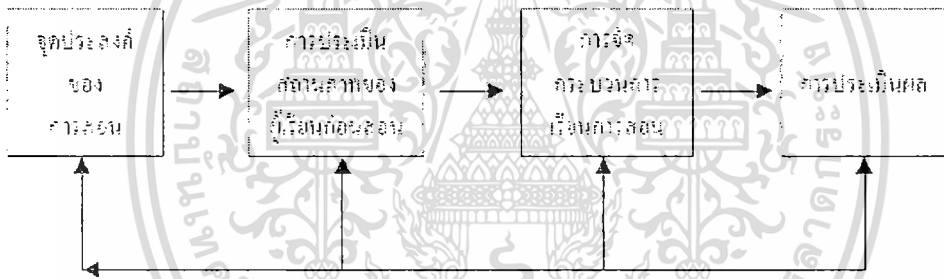 จุดประสงค์
ของ
การสอน
การประเมิน
สถานภาพของ
ผู้เรียนก่อนสอน
การจัด
กระบวนการ
เรียนการสอน
การประเมินผล